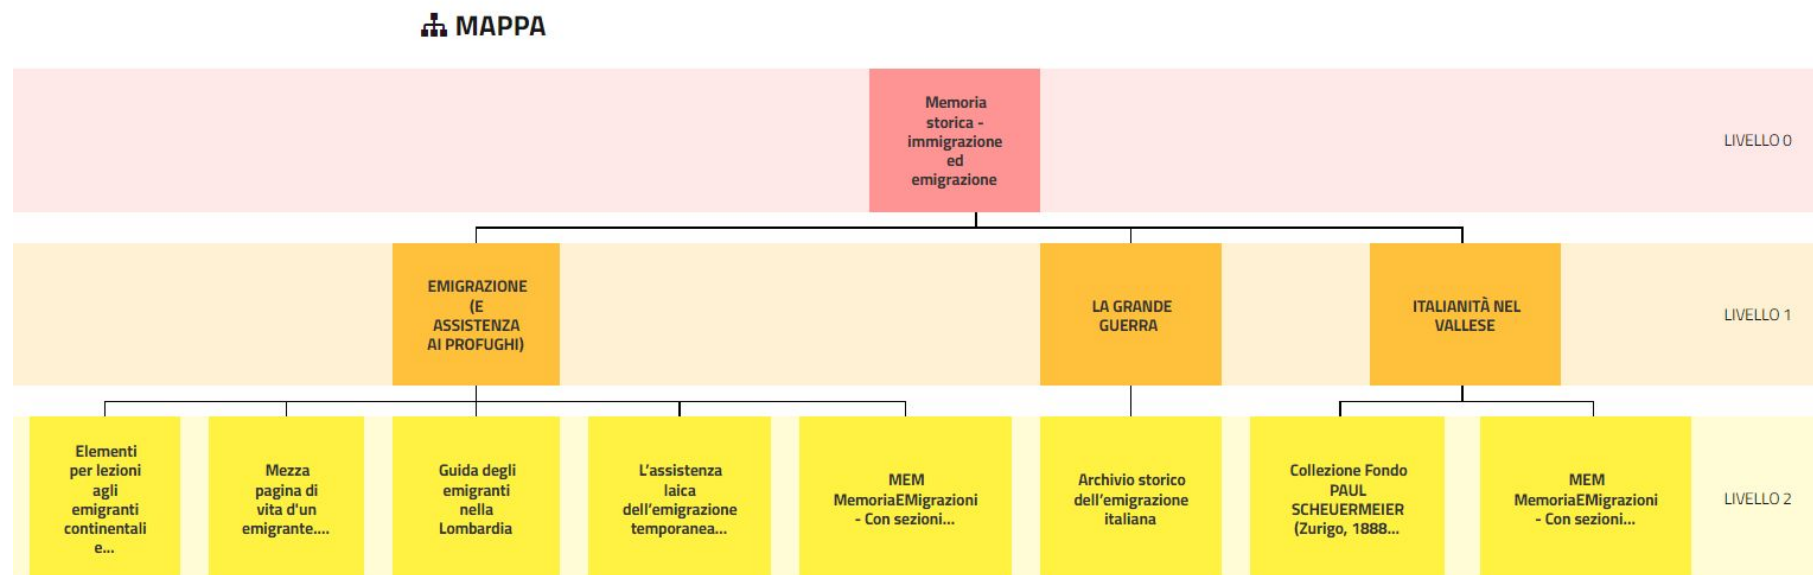 MAPPA
Memoria
storica -
immigrazione
ed
emigrazione
LIVELLO 0
EMIGRAZIONE
(E
ASSISTENZA
AI PROFUGHI)
LA GRANDE
GUERRA
ITALIANITÀ NEL
VALLESE
LIVELLO 1
Elementi
per lezioni
agli
emigranti
continentali
e...
Mezza
pagina di
vita d'un
emigrante....
Guida degli
emigranti
nella
Lombardia
L'assistenza
laica
dell'emigrazione
temporanea...
MEM
MemoriaEMigrazioni
- Con sezioni...
Archivio storico
dell'emigrazione
italiana
Collezione Fondo
PAUL
SCHEUERMEIER
(Zurigo, 1888...
MEM
MemoriaEMigrazioni
- Con sezioni...
LIVELLO 2